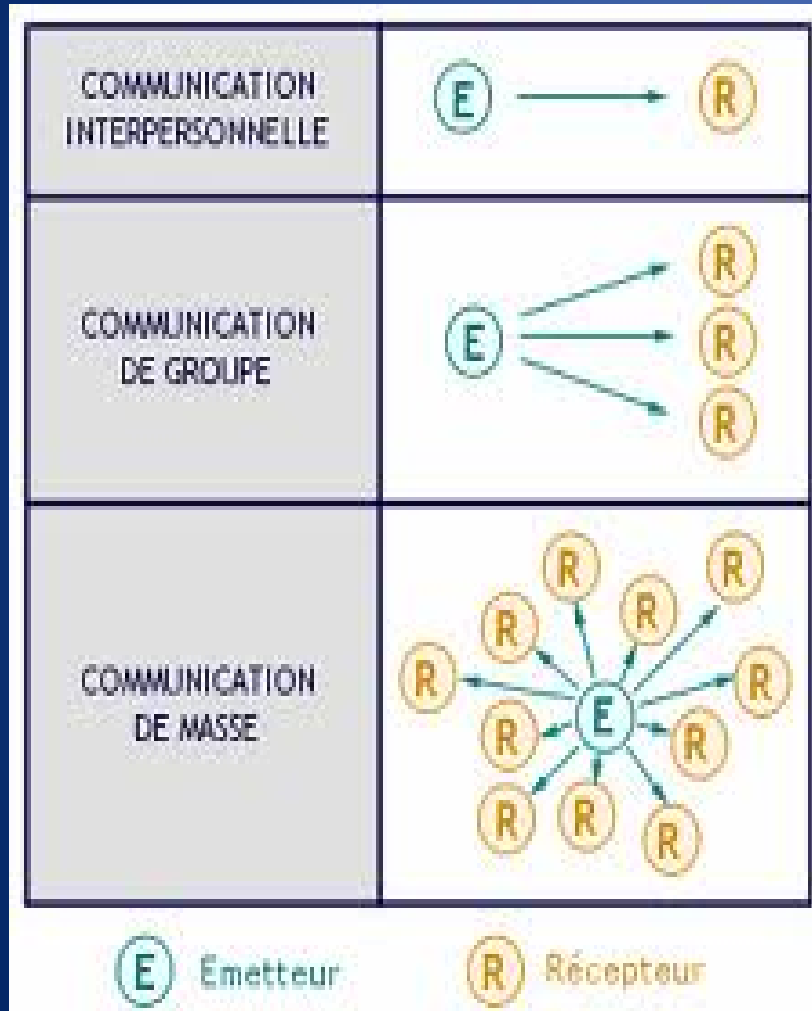 COMMUNICATION
INTERPERSONNELLE
E R
COMMUNICATION
DE GROUPE
R
E R
R
COMMUNICATION
DE MASSE
R R
R
R
R R
E
R R
R R
R
E Emetteur R Récepteur